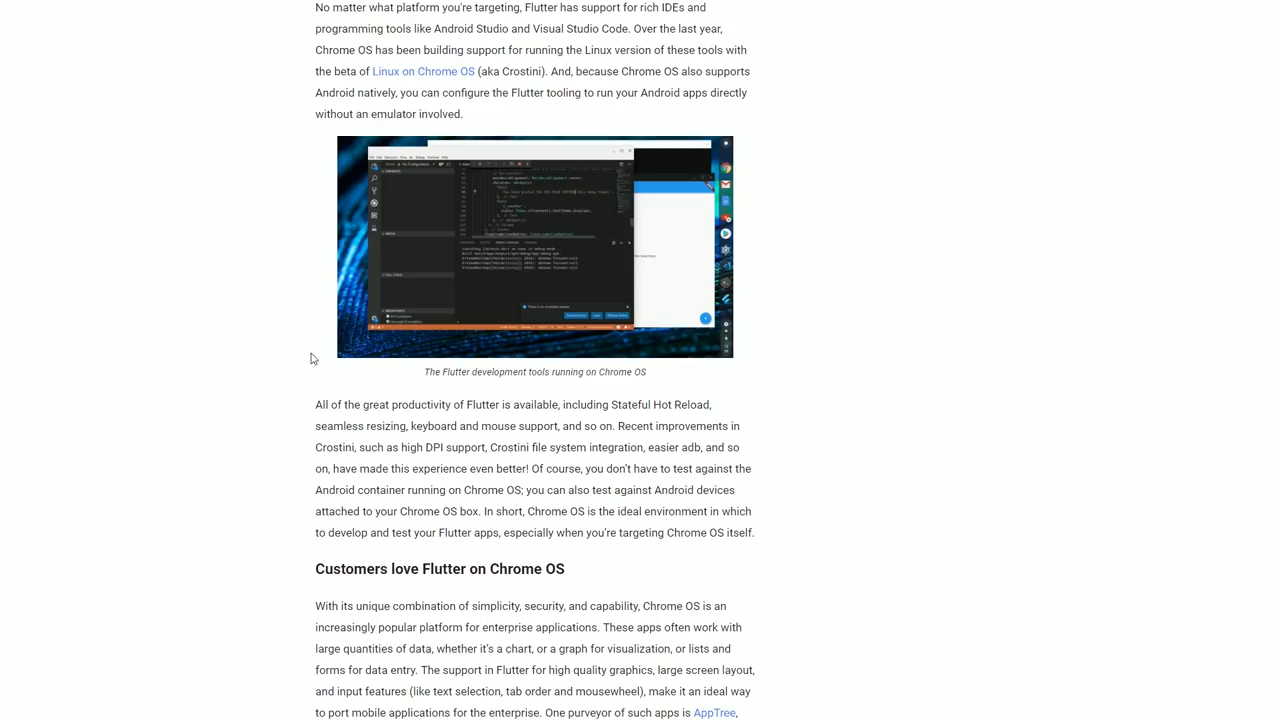 No matter what platform you're targeting, Flutter has support for rich IDEs and
programming tools like Android Studio and Visual Studio Code. Over the last year,
Chrome OS has been building support for running the Linux version of these tools with
the beta of Linux on Chrome OS (aka Crostini). And, because Chrome OS also supports
Android natively, you can configure the Flutter tooling to run your Android apps directly
without an emulator involved.
The Flutter development tools running on Chrome OS
All of the great productivity of Flutter is available, including Stateful Hot Reload,
seamless resizing, keyboard and mouse support, and so on. Recent improvements in
Crostini, such as high DPI support, Crostini file system integration, easier adb, and so
on, have made this experience even better! Of course, you don’t have to test against the
Android container running on Chrome OS; you can also test against Android devices
attached to your Chrome OS box. In short, Chrome OS is the ideal environment in which
to develop and test your Flutter apps, especially when you’re targeting Chrome OS itself.
Customers love Flutter on Chrome OS
With its unique combination of simplicity, security, and capability, Chrome OS is an
increasingly popular platform for enterprise applications. These apps often work with
large quantities of data, whether it’s a chart, or a graph for visualization, or lists and
forms for data entry. The support in Flutter for high quality graphics, large screen layout,
and input features (like text selection, tab order and mousewheel), make it an ideal way
to port mobile applications for the enterprise. One purveyor of such apps is AppTree,